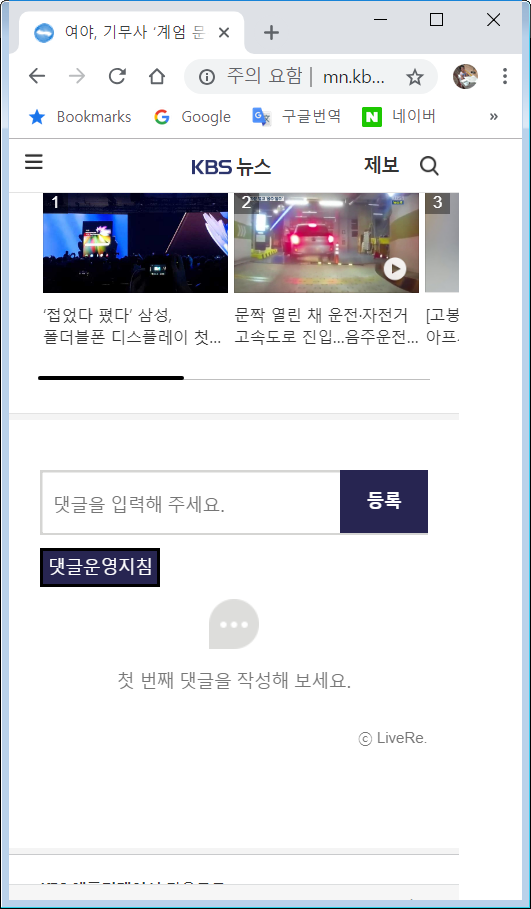 여야, 기무사 ‘계엄 문
주의 요함 | mn.kb...
Bookmarks Google 구글번역 네이버 »
KBS 뉴스 제보
1 2 3
‘접었다 폈다’ 삼성,
폴더블폰 디스플레이 첫...
문짝 열린 채 운전·자전거
고속도로 진입...음주운전...
[고봉
아프.
댓글을 입력해 주세요. 등록
댓글운영지침
첫 번째 댓글을 작성해 보세요.
ⓒ LiveRe.